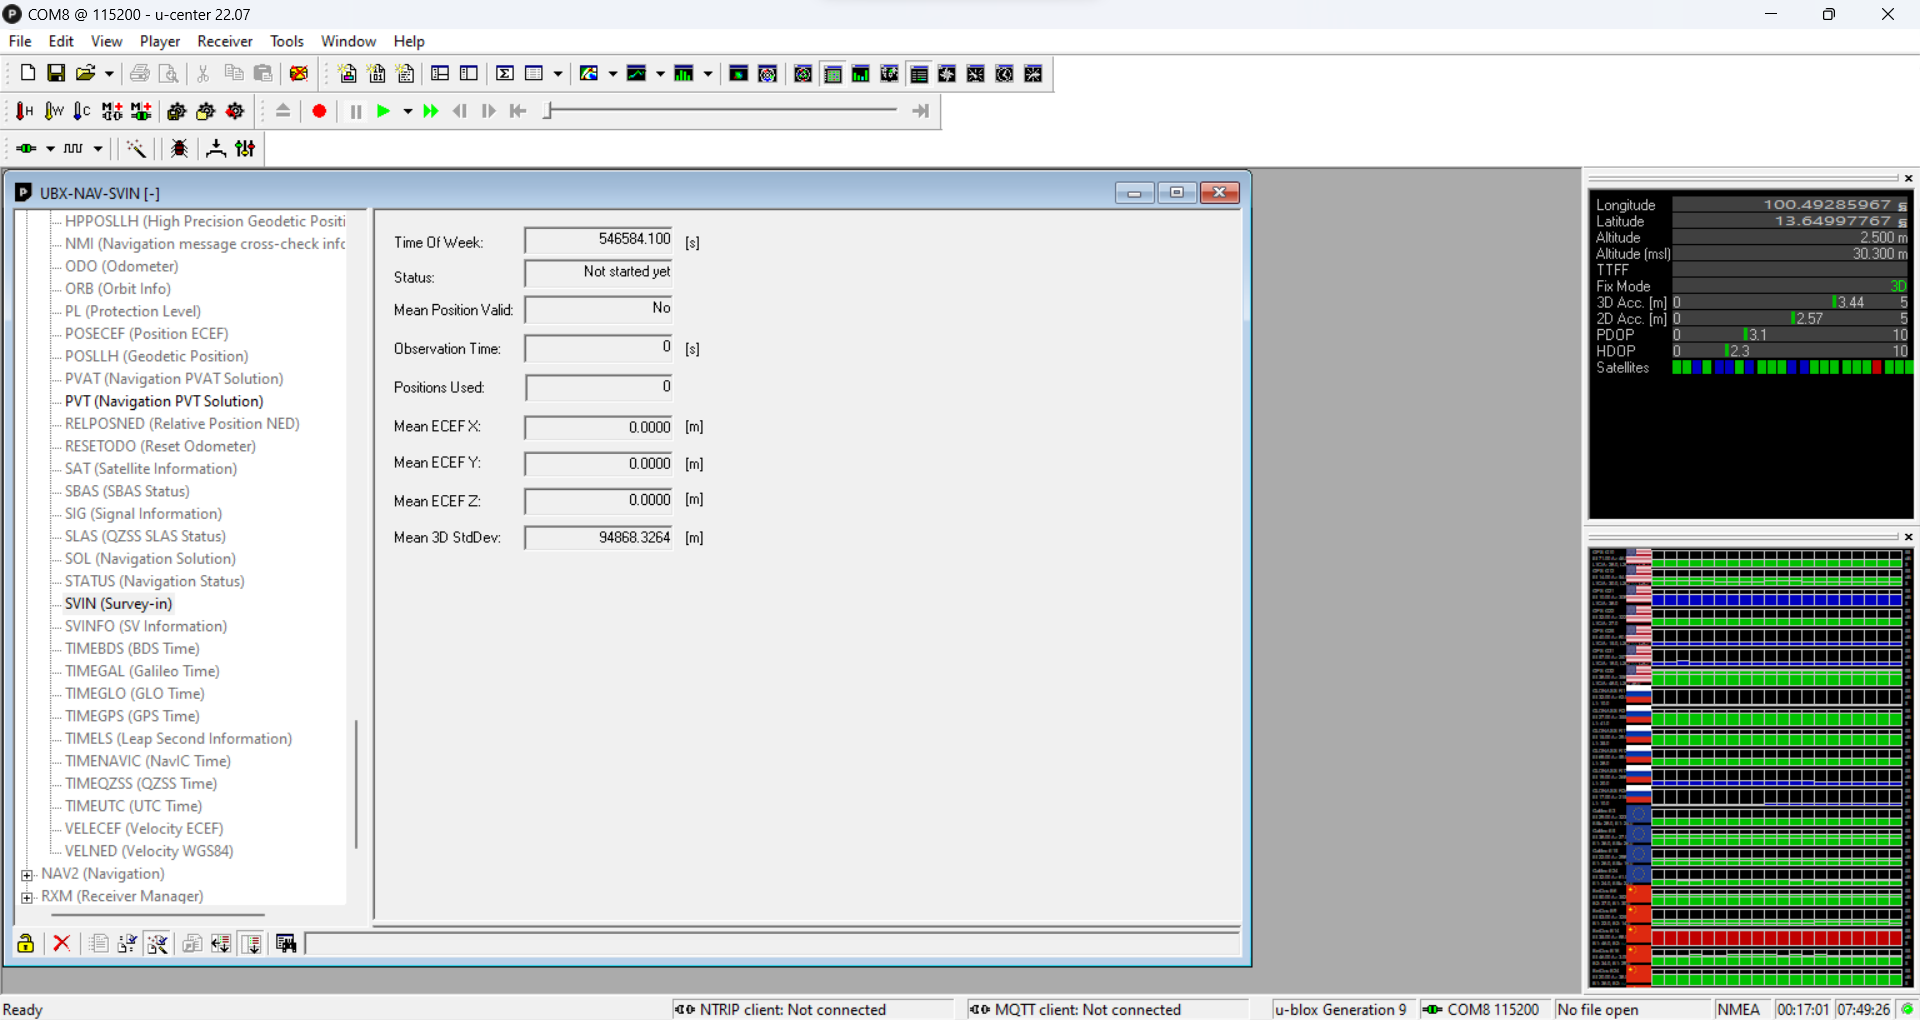 COM8 @ 115200 - u-center 22.07
File Edit View Player Receiver Tools Window Help
UBX-NAV-SVIN [-]
HPPOSLLH (High Precision Geodetic Positi
NMI (Navigation message cross-check info
ODO (Odometer)
ORB (Orbit Info)
PL (Protection Level)
POSECEF (Position ECEF)
POSLLH (Geodetic Position)
PVAT (Navigation PVAT Solution)
PVT (Navigation PVT Solution)
RELPOSNED (Relative Position NED)
RESETODO (Reset Odometer)
SAT (Satellite Information)
SBAS (SBAS Status)
SIG (Signal Information)
SLAS (QZSS SLAS Status)
SOL (Navigation Solution)
STATUS (Navigation Status)
SVIN (Survey-in)
SVINFO (SV Information)
TIMEBDS (BDS Time)
TIMEGAL (Galileo Time)
TIMEGLO (GLO Time)
TIMEGPS (GPS Time)
TIMELS (Leap Second Information)
TIMENAVIC (NavIC Time)
TIMEQZSS (QZSS Time)
TIMEUTC (UTC Time)
VELECEF (Velocity ECEF)
VELNED (Velocity WGS84)
NAV2 (Navigation)
RXM (Receiver Manager)
Time Of Week: 546584.100 [s]
Status: Not started yet
Mean Position Valid: No
Observation Time: 0 [s]
Positions Used: 0
Mean ECEF X: 0.0000 [m]
Mean ECEF Y: 0.0000 [m]
Mean ECEF Z: 0.0000 [m]
Mean 3D StdDev: 94868.3264 [m]
Longitude 100.49285967 s
Latitude 13.64997767 s
Altitude 2.500 m
Altitude (msl) 30.300 m
TTFF
Fix Mode 3D
3D Acc. [m] 0 3.44 5
2D Acc. [m] 0 2.57 5
PDOP 0 3.1 10
HDOP 0 2.3 10
Satellites
Ready NTRIP client: Not connected MQTT client: Not connected u-blox Generation 9 COM8 115200 No file open NMEA 00:17:01 07:49:26